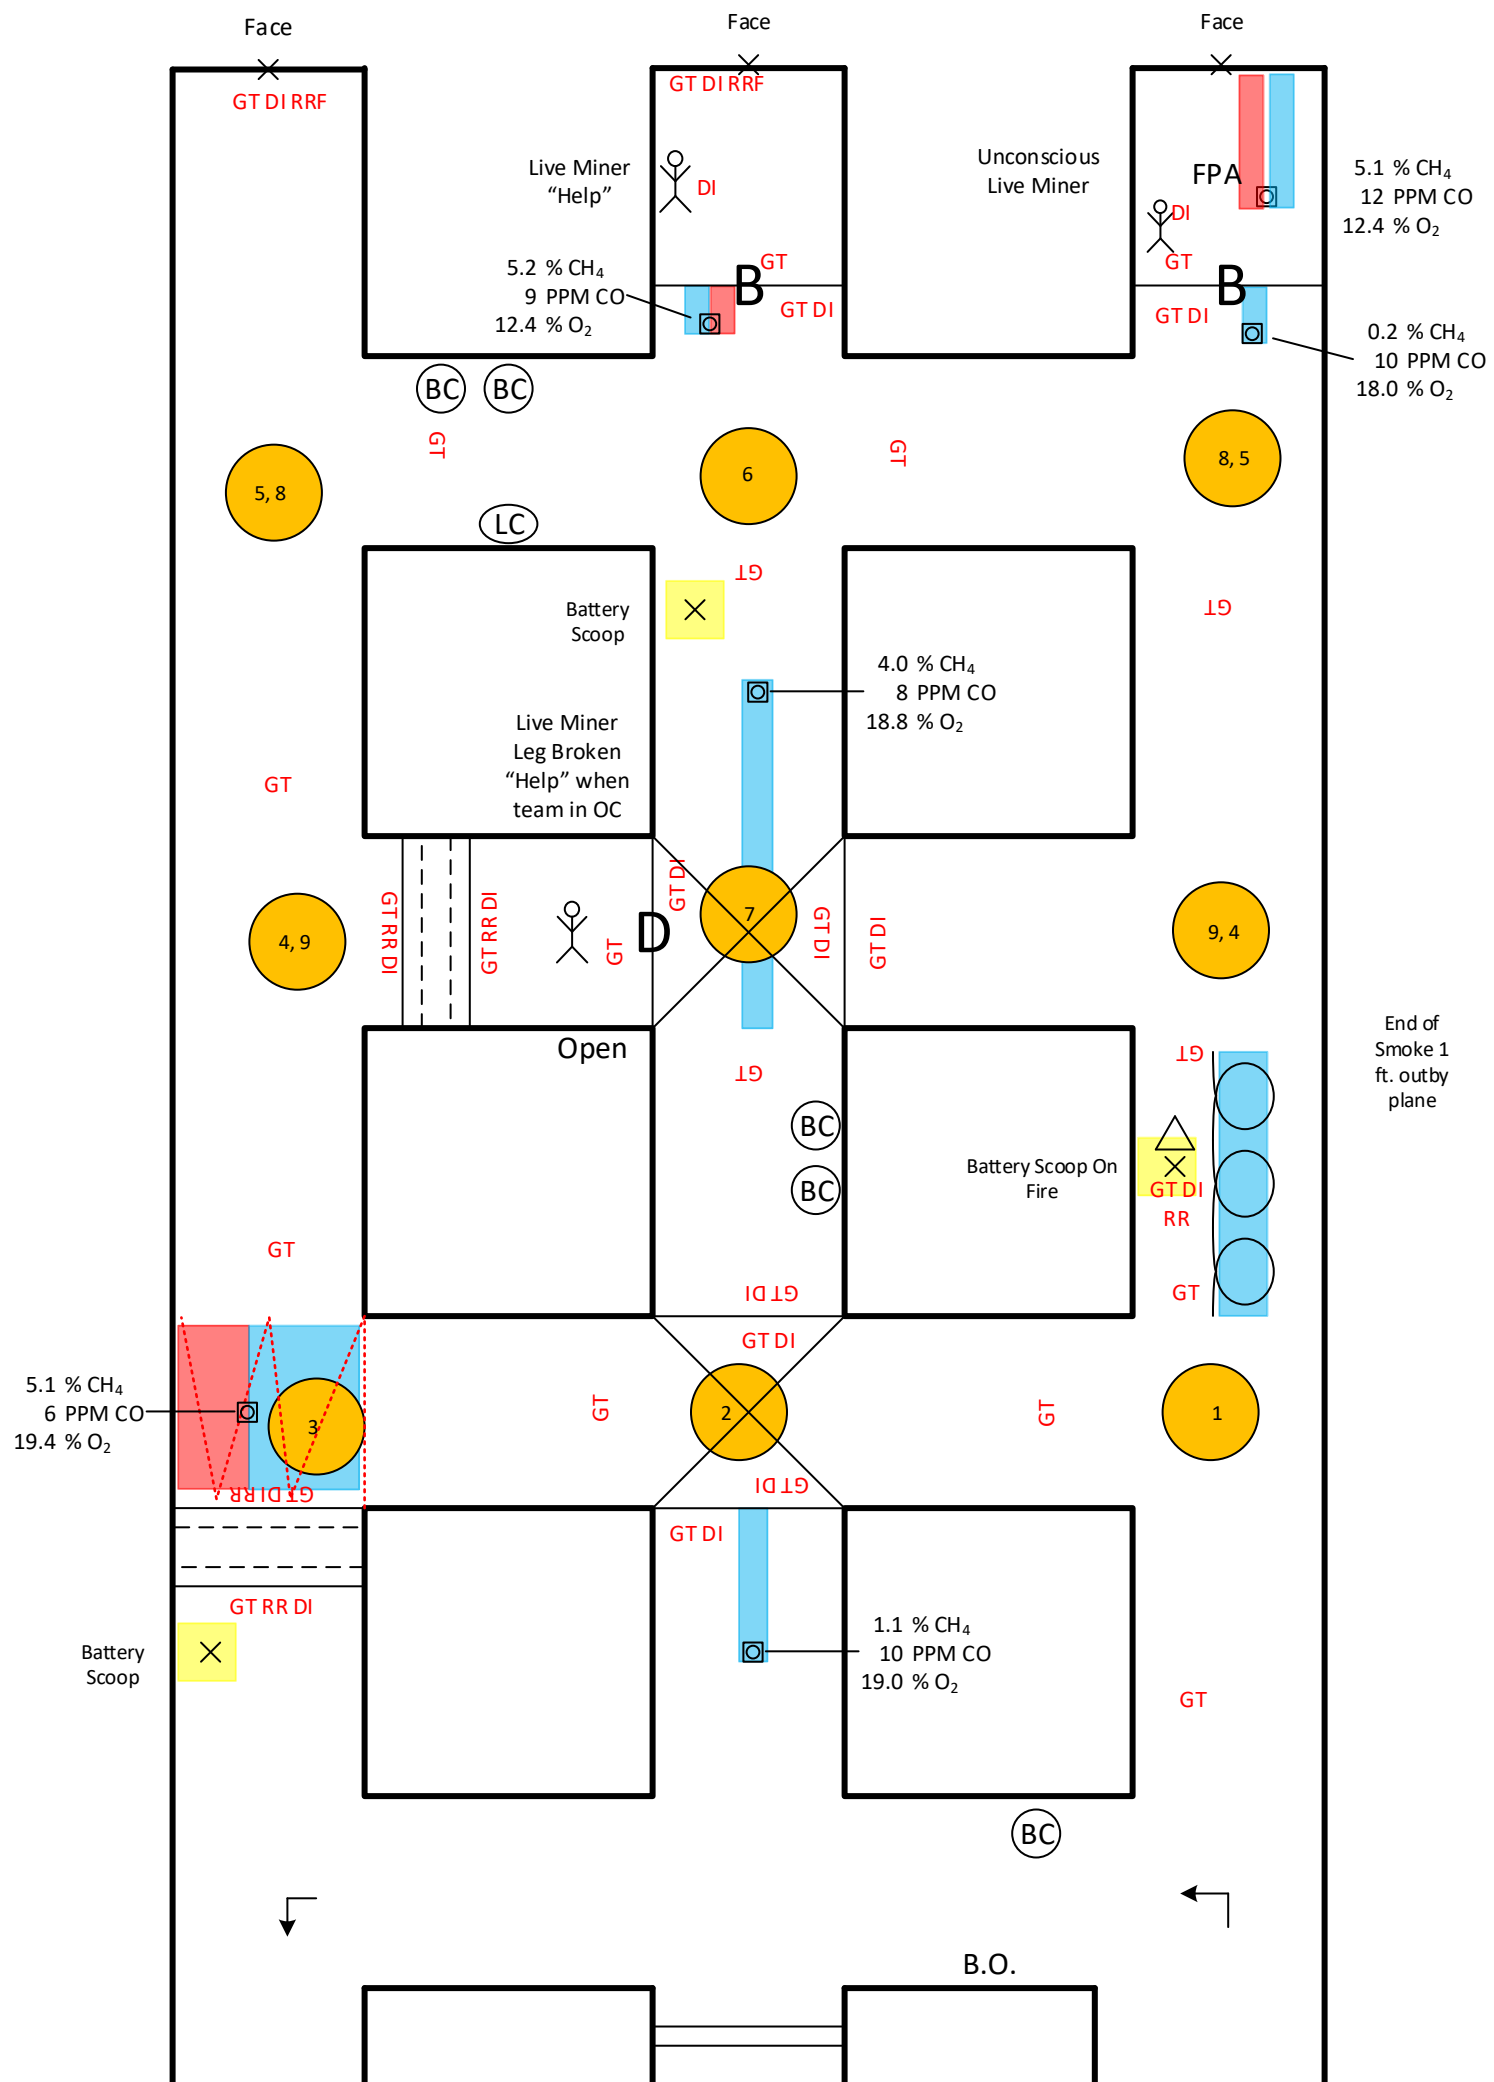 Face
Face
Face
GT DI RRF
GT DI RRF
Live Miner
“Help”
DI
Unconscious
Live Miner
FPA
5.1 % CH₄
12 PPM CO
12.4 % O₂
DI
GT
GT
B
B
5.2 % CH₄
9 PPM CO
12.4 % O₂
GT DI
GT DI
0.2 % CH₄
10 PPM CO
18.0 % O₂
BC
BC
GT
GT
5, 8
6
8, 5
LC
GT
GT
Battery
Scoop
4.0 % CH₄
8 PPM CO
18.8 % O₂
Live Miner
Leg Broken
“Help” when
team in OC
GT
GT DI
GT RR DI
GT RR DI
GT
D
7
GT DI
GT DI
4, 9
9, 4
Open
GT
GT
End of
Smoke 1
ft. outby
plane
BC
BC
Battery Scoop On
Fire
GT DI
RR
GT
GT
GT DI
GT DI
5.1 % CH₄
6 PPM CO
19.4 % O₂
3
GT
2
GT
1
GT DI RR
GT DI
GT DI
GT RR DI
Battery
Scoop
1.1 % CH₄
10 PPM CO
19.0 % O₂
GT
BC
B.O.